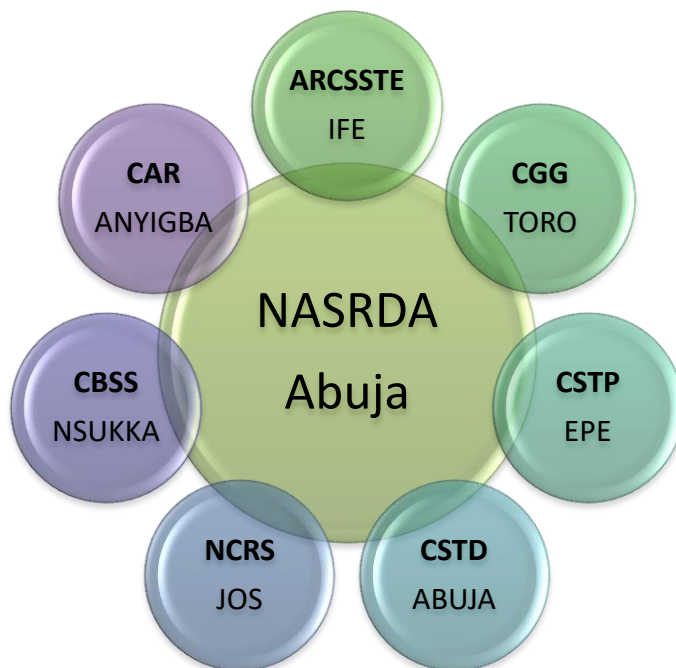 ARCSSTE
IFE
CAR
ANYIGBA
CGG
TORO
NASRDA
Abuja
CBSS
NSUKKA
CSTP
EPE
NCRS
JOS
CSTD
ABUJA